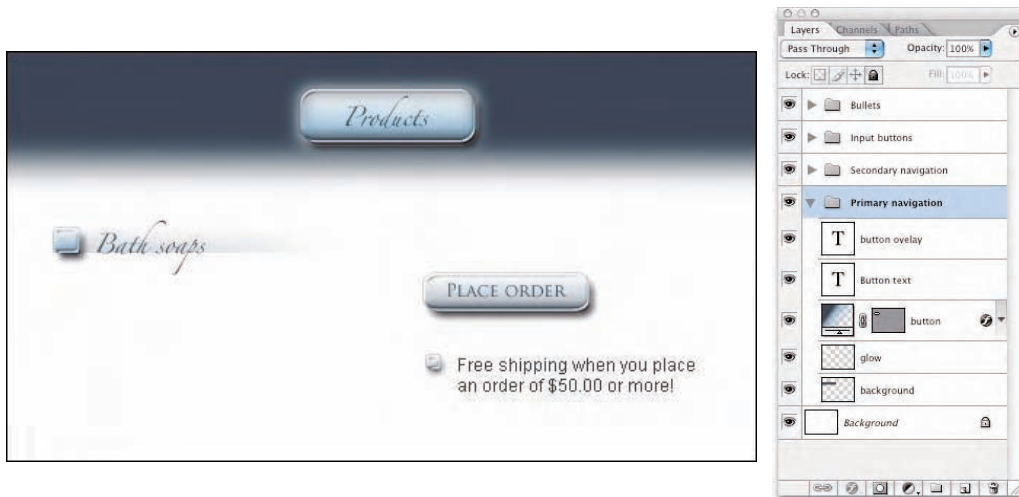 Products
Bath soaps
PLACE ORDER
Free shipping when you place
an order of $50.00 or more!
Layers Channels Paths
Pass Through Opacity: 100%
Lock: Fill: 100%
Bullets
Input buttons
Secondary navigation
Primary navigation
T button ovelay
T Button text
button
glow
background
Background